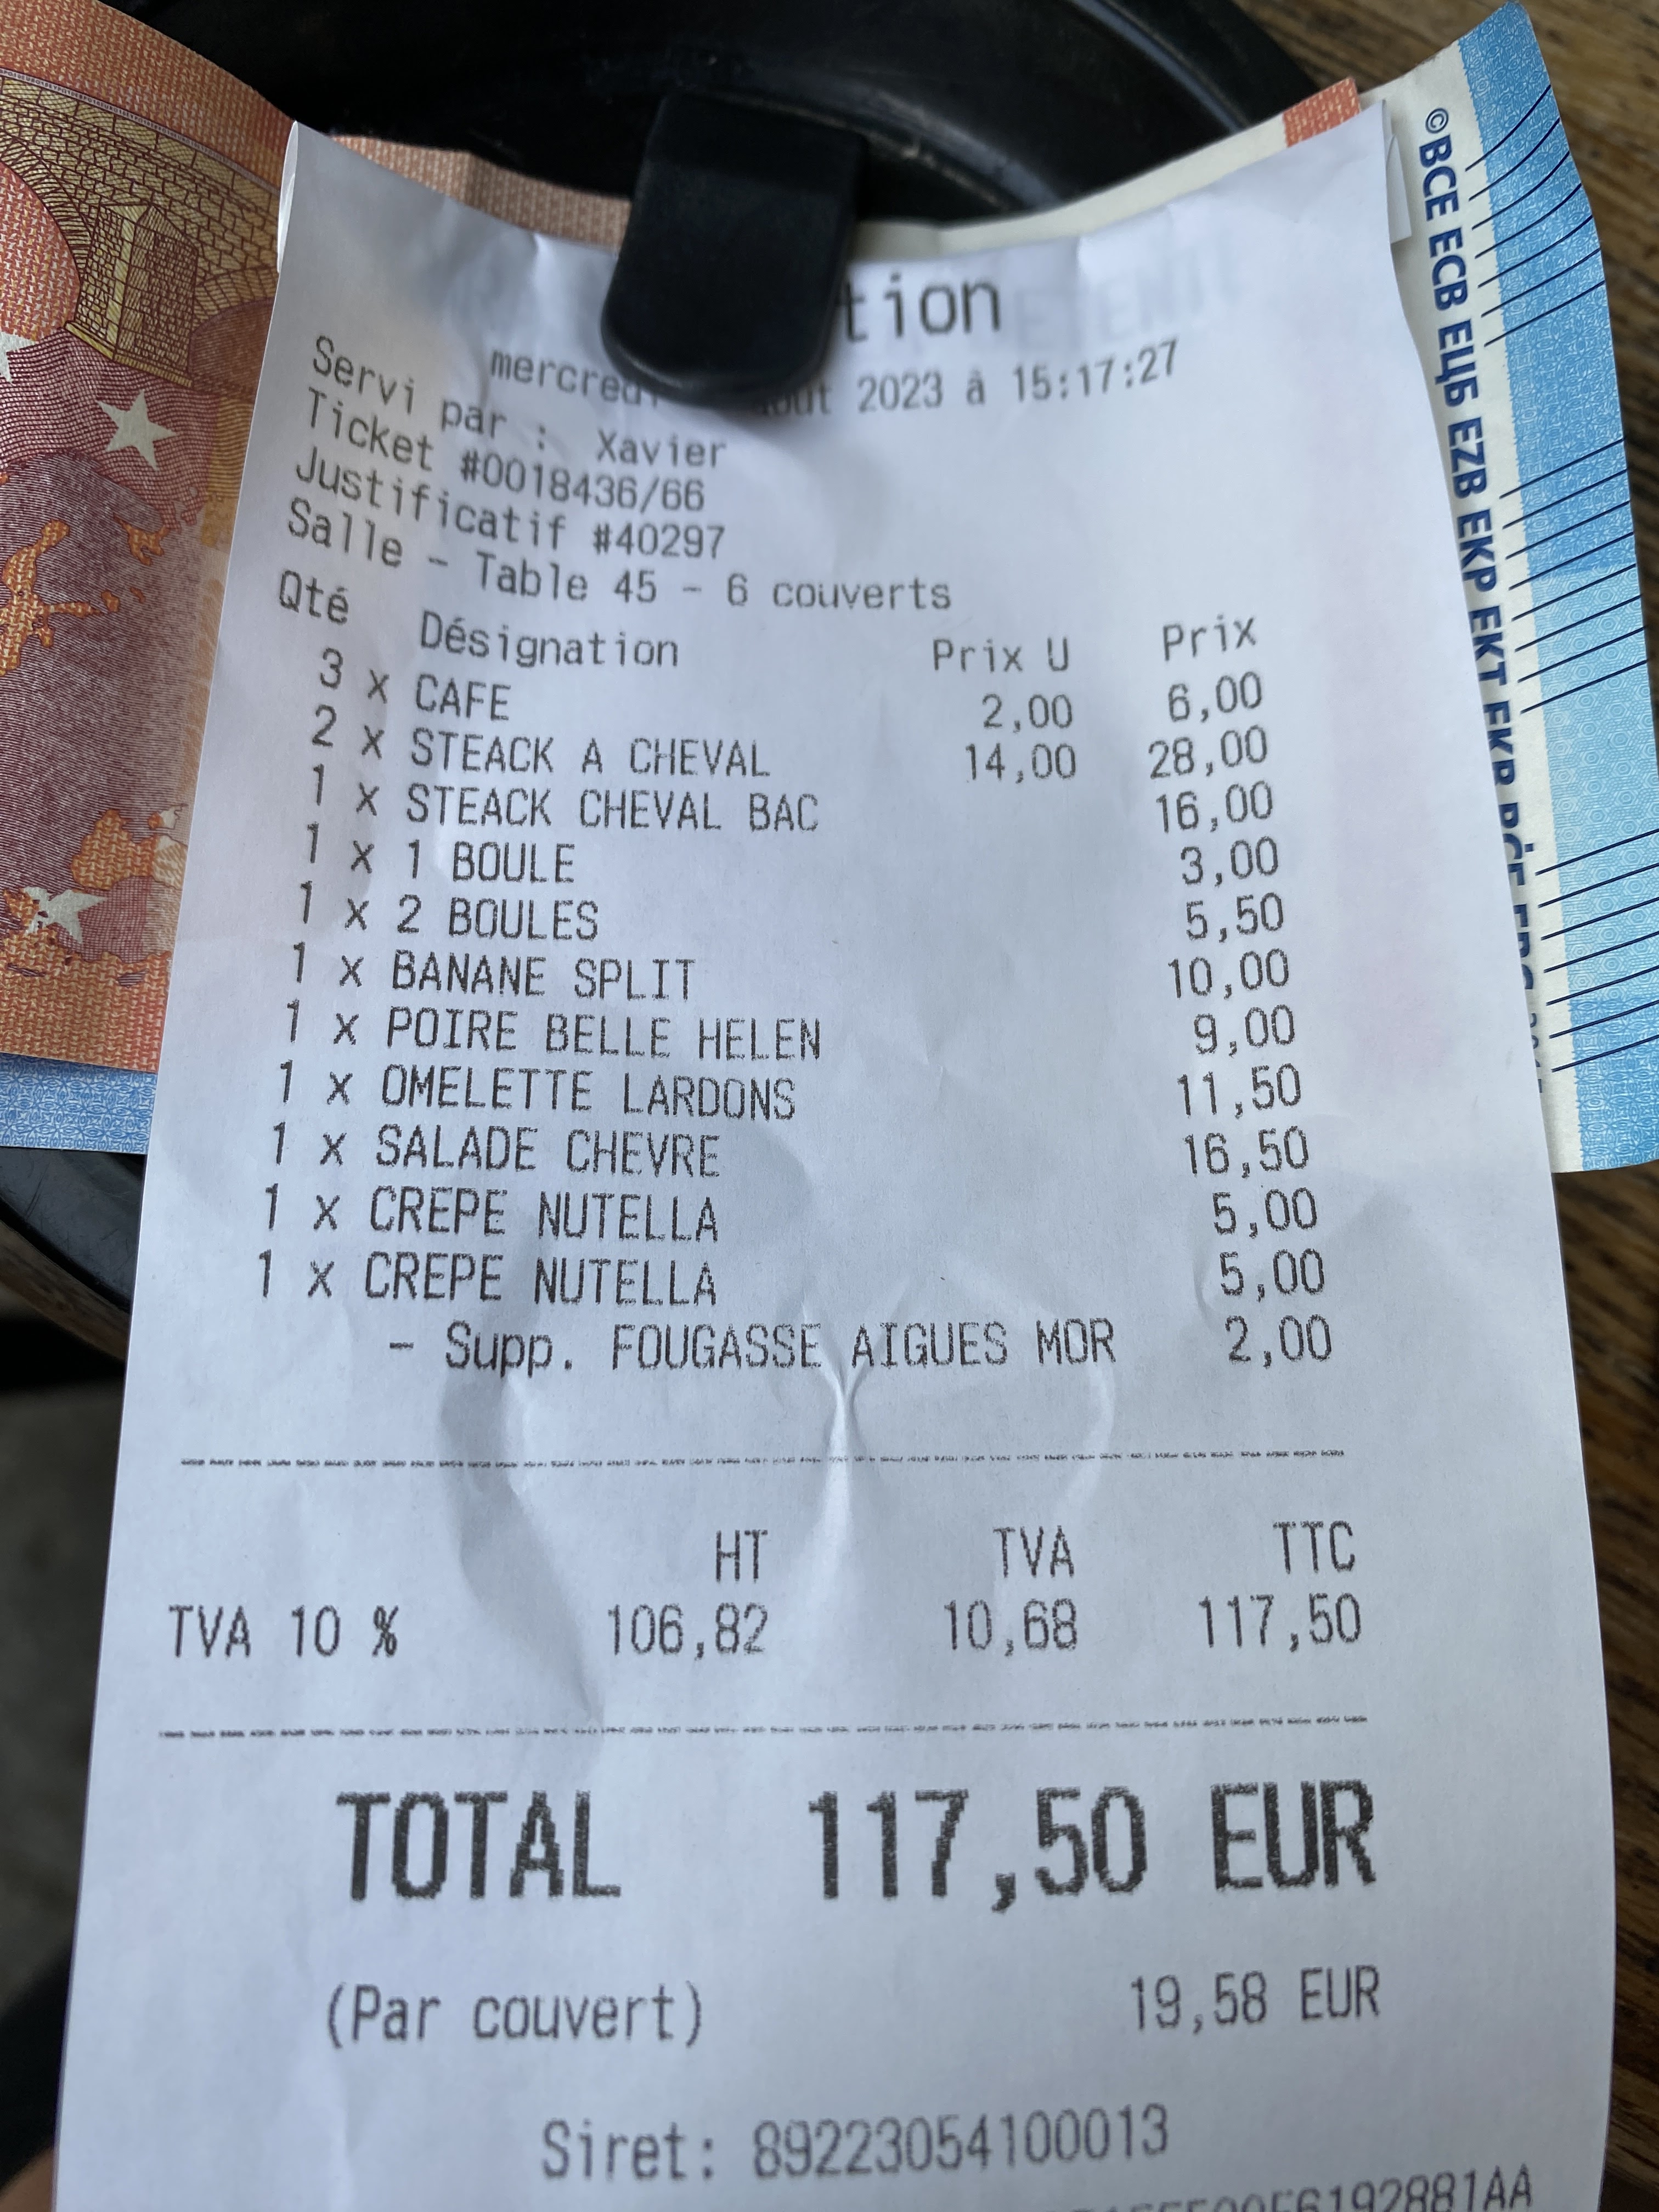 tion
2023 à 15:17:27
Servi par : Xavier
Ticket #0018436/66
Justificatif #40297
Salle - Table 45 - 6 couverts
Qté Désignation Prix U Prix
3 x CAFE 2,00 6,00
2 x STEACK A CHEVAL 14,00 28,00
1 x STEACK CHEVAL BAC 16,00
1 x 1 BOULE 3,00
1 x 2 BOULES 5,50
1 x BANANE SPLIT 10,00
1 x POIRE BELLE HELEN 9,00
1 x OMELETTE LARDONS 11,50
1 x SALADE CHEVRE 16,50
1 x CREPE NUTELLA 5,00
1 x CREPE NUTELLA 5,00
- Supp. FOUGASSE AIGUES MOR 2,00
HT TVA TTC
TVA 10 % 106,82 10,68 117,50
TOTAL 117,50 EUR
(Par couvert) 19,58 EUR
Siret: 89223054100013
©BCE ECB ЕЦБ EZB EKP EKT EKP